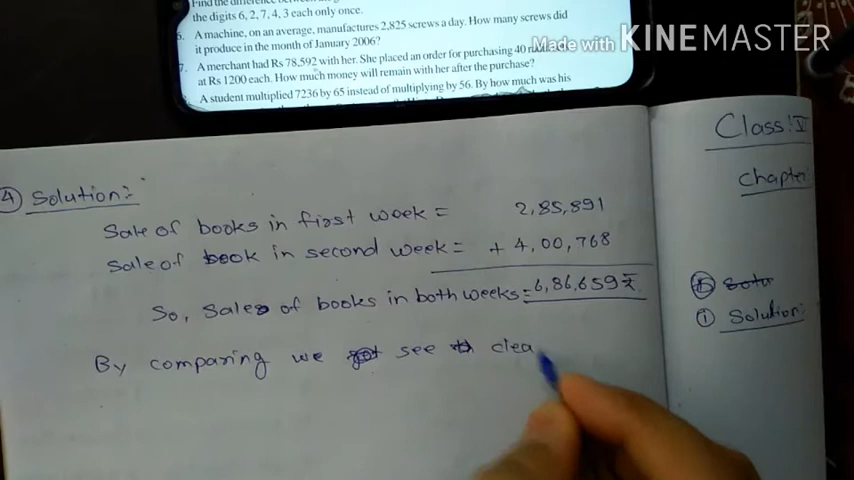 the digits 6, 2, 7, 4, 3 each only once.
6. A machine, on an average, manufactures 2,825 screws a day. How many screws did
it produce in the month of January 2006?
7. A merchant had Rs 78,592 with her. She placed an order for purchasing 40
at Rs 1200 each. How much money will remain with her after the purchase?
A student multiplied 7236 by 65 instead of multiplying by 56. By how much was his
Made with KINEMASTER
4 Solution:-
Sale of books in first week = 2,85,891
Sale of book in second week = + 4,00,768
So, Sales of books in both weeks = 6,86,659 ₹
By comparing we see clea
Class: V
Chapter
1 Solution: